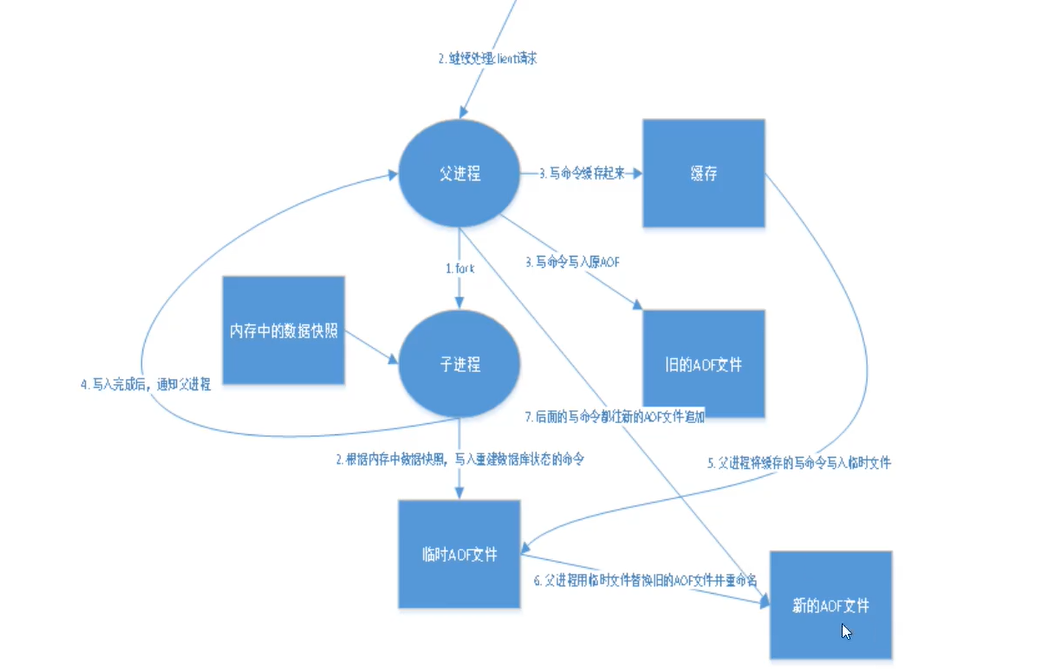 2.继续处理client请求
父进程
3.写命令缓存起来
缓存
1.fork
3.写命令写入原AOF
内存中的数据快照
子进程
旧的AOF文件
4.写入完成后，通知父进程
7.后面的写命令都往新的AOF文件追加
2.根据内存中数据快照，写入重建数据库状态的命令
5.父进程将缓存的写命令写入临时文件
临时AOF文件
6.父进程用临时文件替换旧的AOF文件并重命名
新的AOF文件